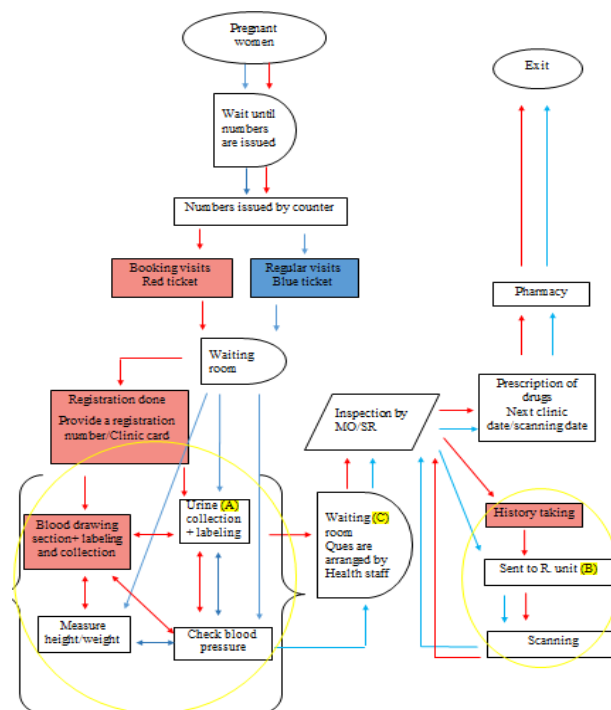 Pregnant
women
Exit
Wait until
numbers
are issued
Numbers issued by counter
Booking visits
Red ticket
Regular visits
Blue ticket
Pharmacy
Waiting
room
Registration done
Provide a registration
number/Clinic card
Inspection by
MO/SR
Prescription of
drugs
Next clinic
date/scanning date
Urine (A)
collection
+ labeling
Blood drawing
section+ labeling
and collection
Waiting (C)
room
Ques are
arranged by
Health staff
History taking
Sent to R. unit (B)
Measure
height/weight
Check blood
pressure
Scanning